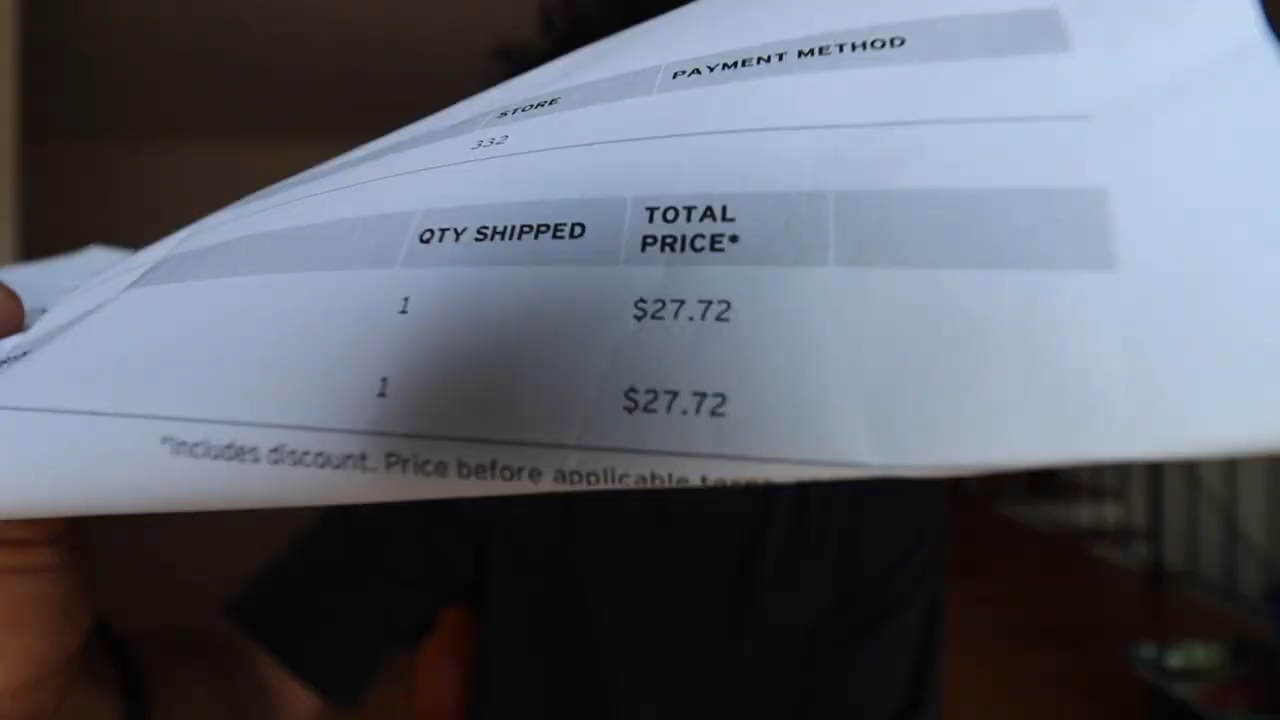 STORE PAYMENT METHOD
332
QTY SHIPPED TOTAL PRICE*
1 $27.72
1 $27.72
*Includes discount. Price before applicable